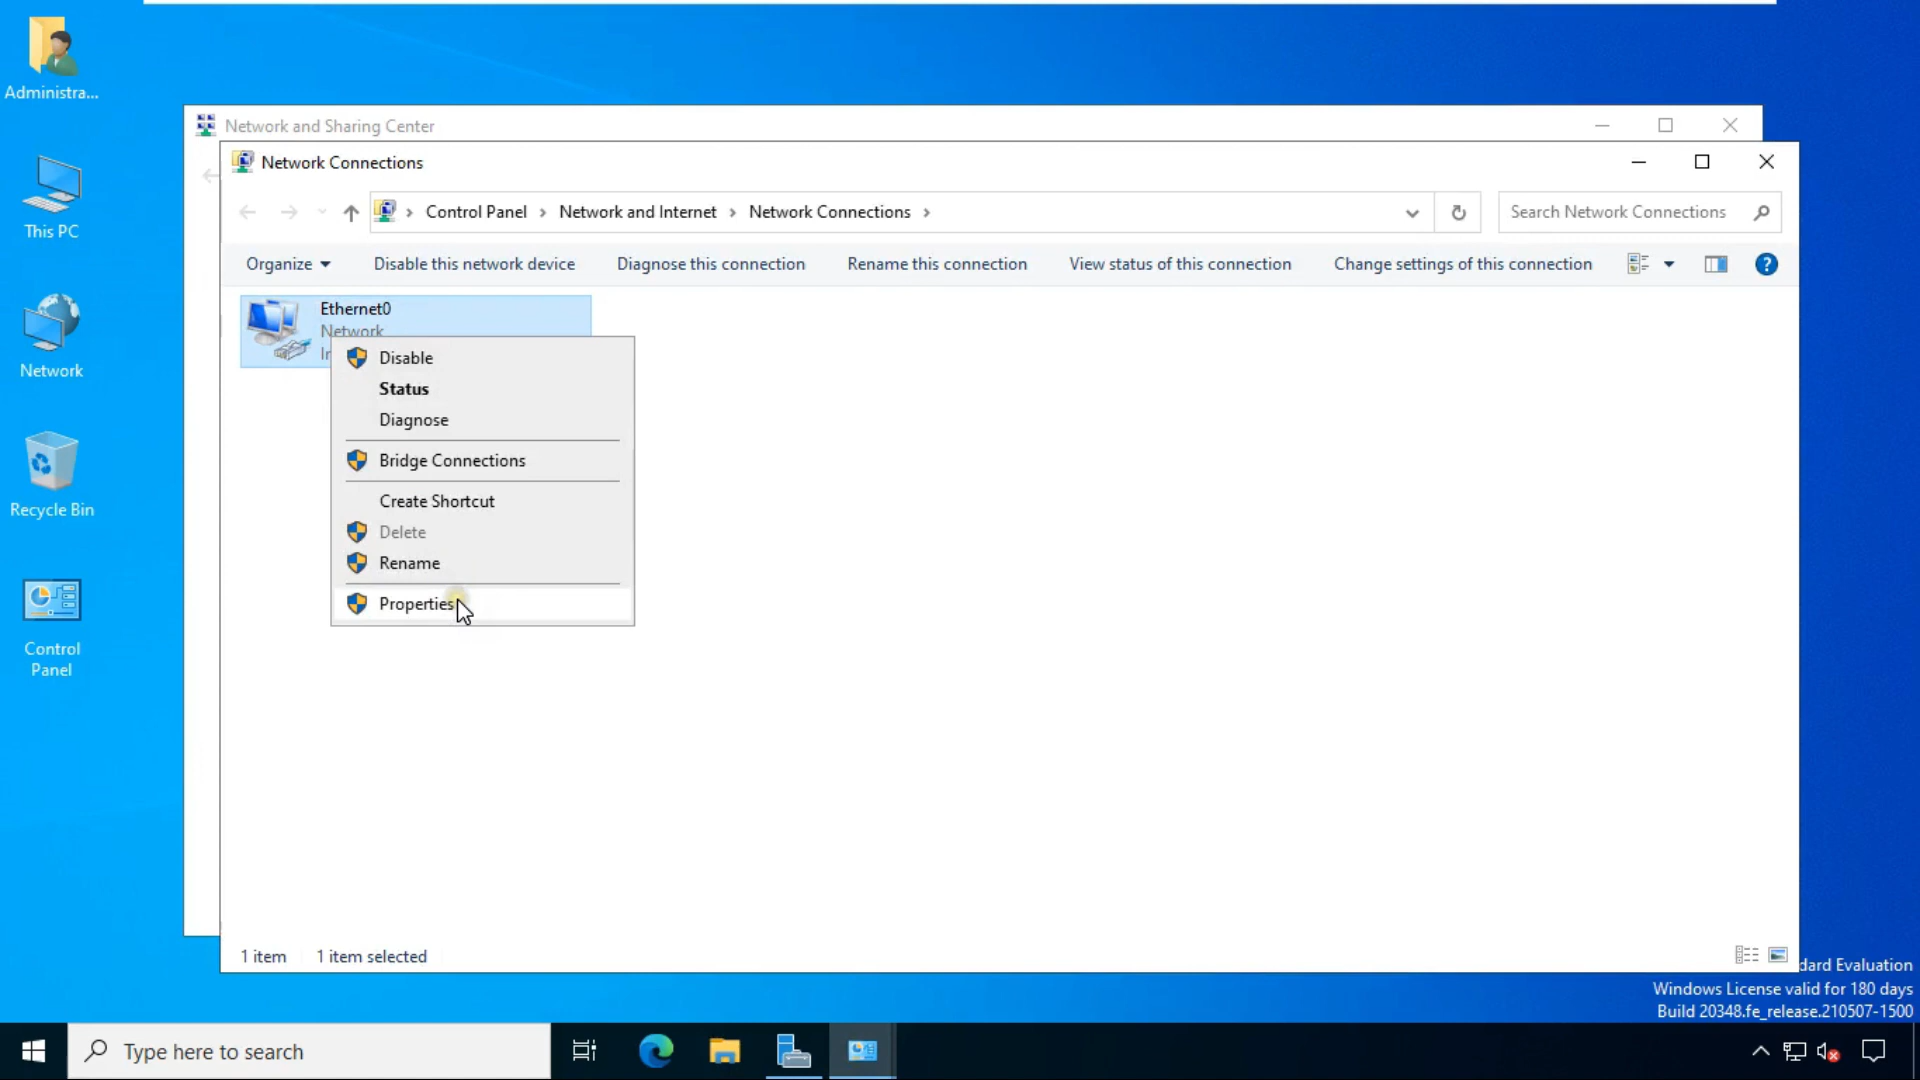 Administra...
This PC
Network
Recycle Bin
Control
Panel
Network and Sharing Center
Network Connections
Control Panel
Network and Internet
Network Connections
Search Network Connections
Organize
Disable this network device
Diagnose this connection
Rename this connection
View status of this connection
Change settings of this connection
Ethernet0
Network
Disable
Status
Diagnose
Bridge Connections
Create Shortcut
Delete
Rename
Properties
1 item
1 item selected
dard Evaluation
Windows License valid for 180 days
Build 20348.fe_release.210507-1500
Type here to search